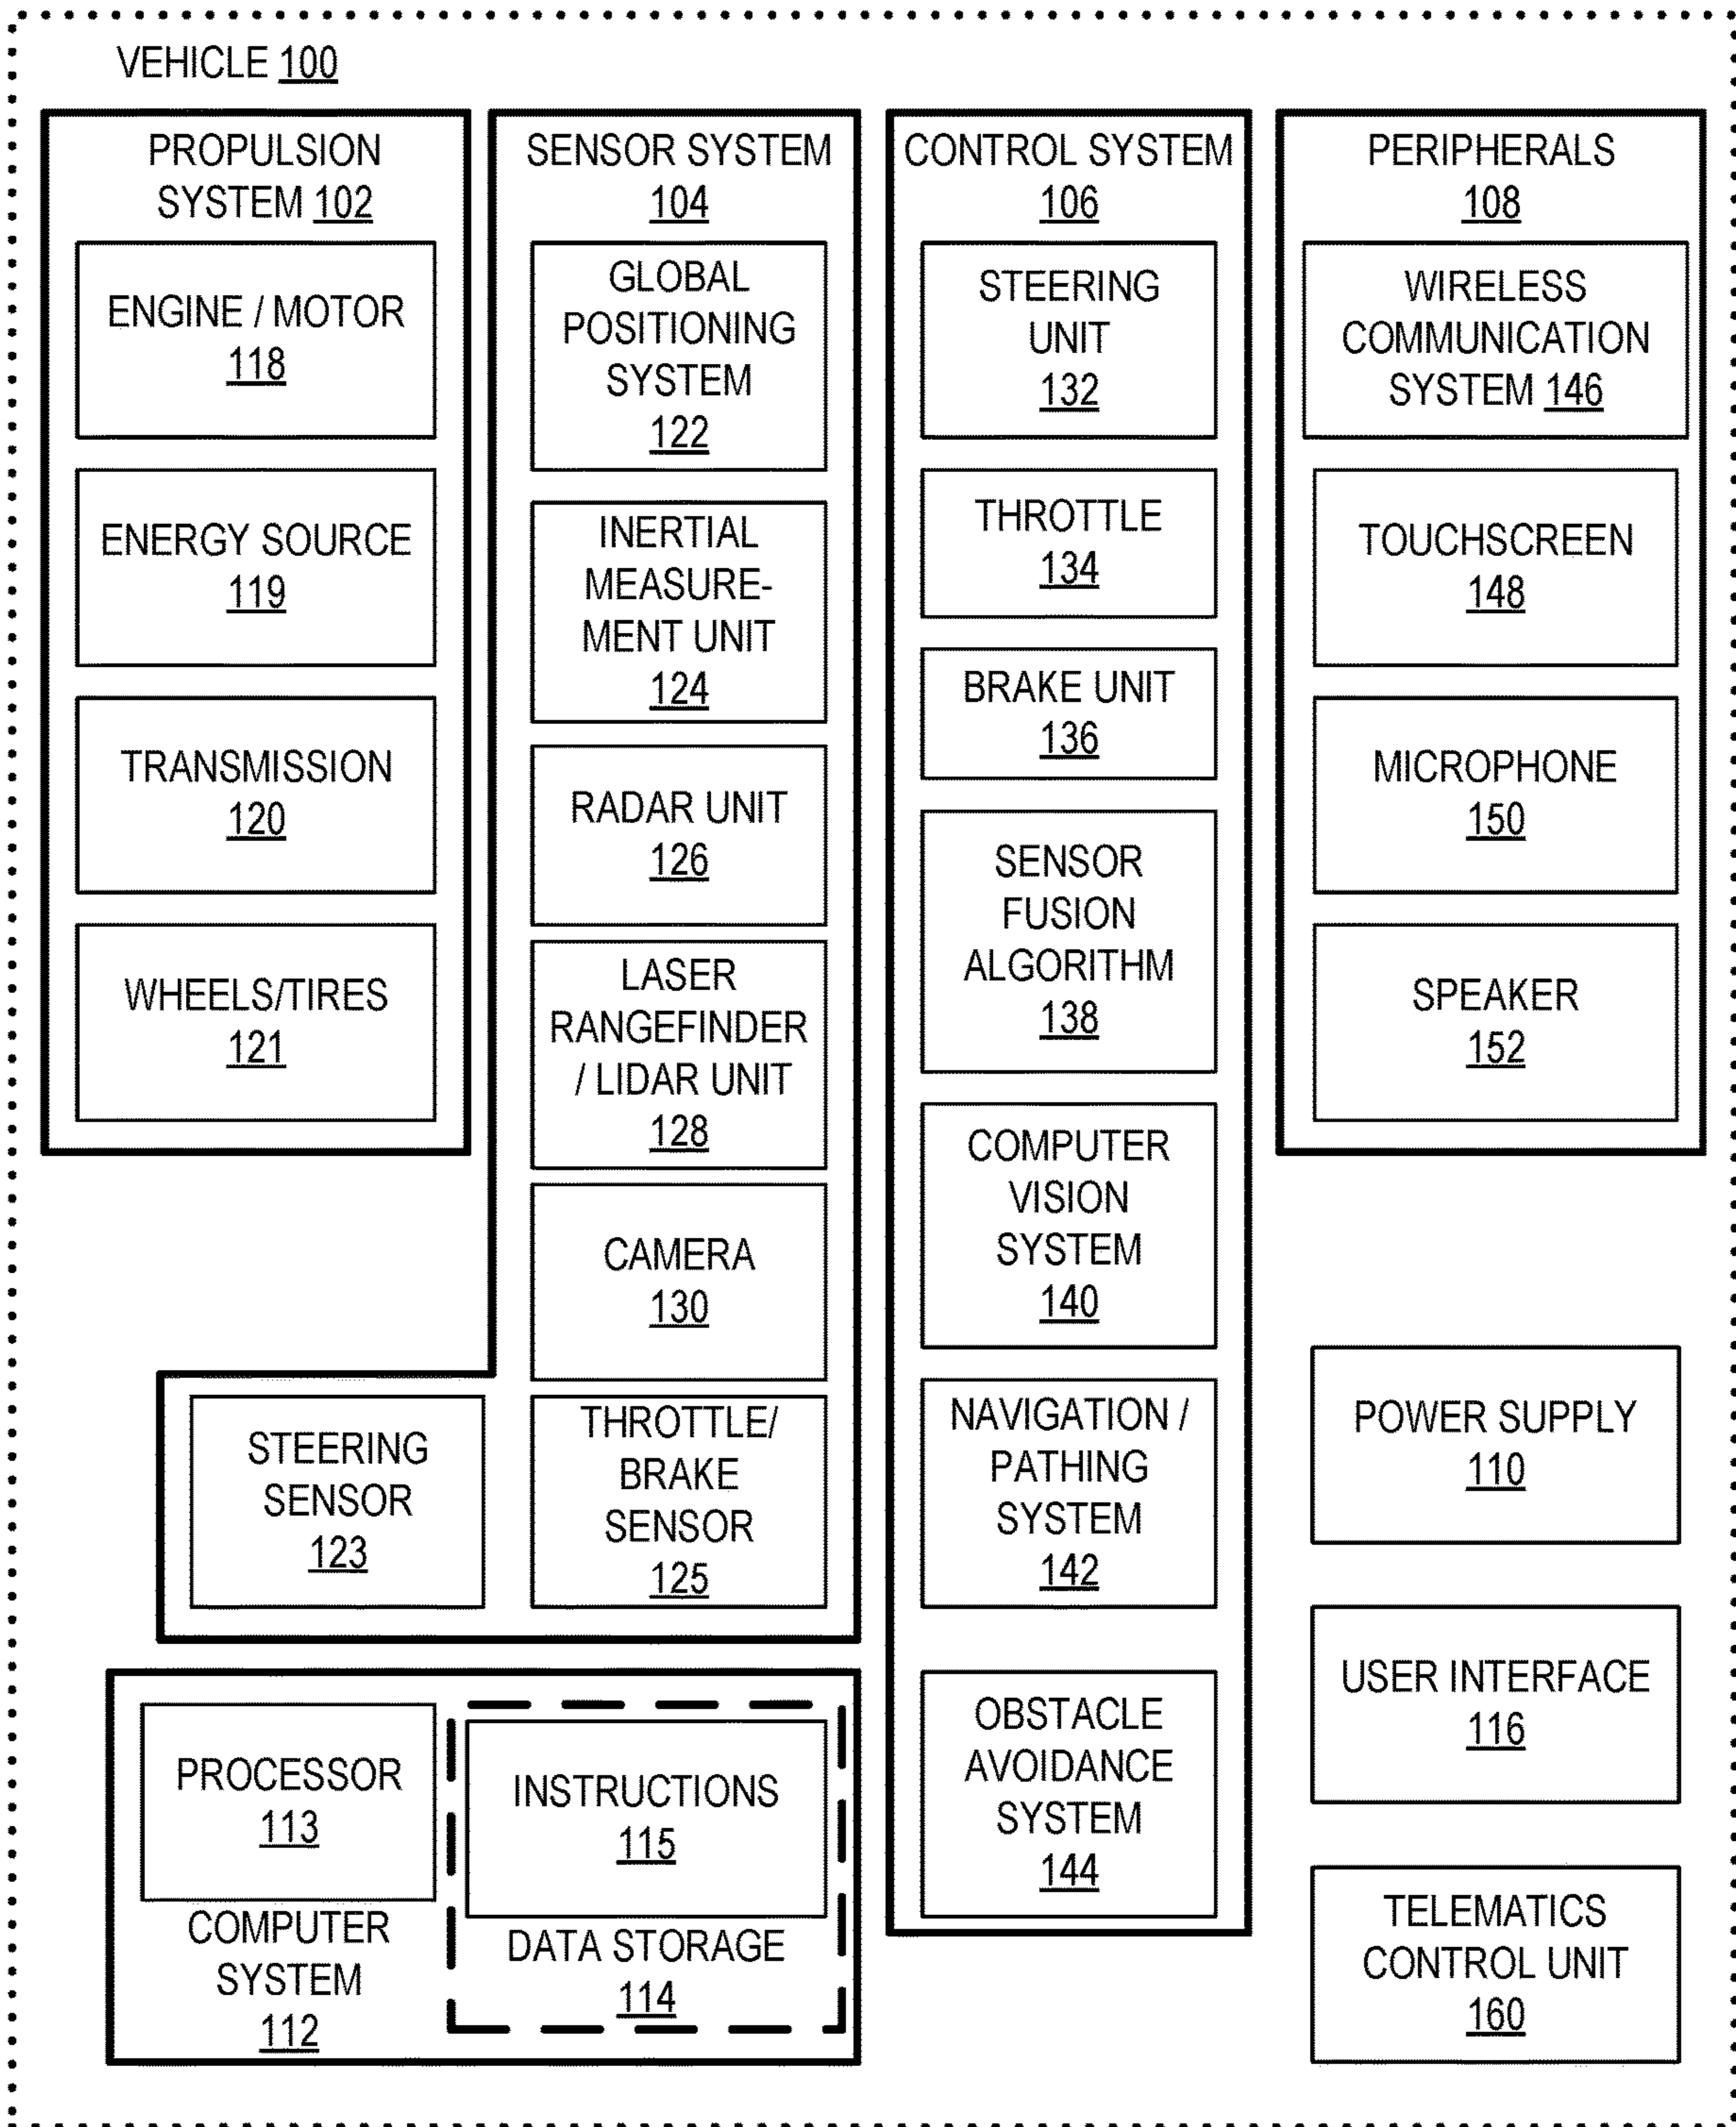 VEHICLE 100
PROPULSION
SYSTEM 102
ENGINE / MOTOR
118
ENERGY SOURCE
119
TRANSMISSION
120
WHEELS/TIRES
121
SENSOR SYSTEM
104
GLOBAL
POSITIONING
SYSTEM
122
INERTIAL
MEASURE-
MENT UNIT
124
RADAR UNIT
126
LASER
RANGEFINDER
/ LIDAR UNIT
128
CAMERA
130
STEERING
SENSOR
123
THROTTLE/
BRAKE
SENSOR
125
CONTROL SYSTEM
106
STEERING
UNIT
132
THROTTLE
134
BRAKE UNIT
136
SENSOR
FUSION
ALGORITHM
138
COMPUTER
VISION
SYSTEM
140
NAVIGATION /
PATHING
SYSTEM
142
OBSTACLE
AVOIDANCE
SYSTEM
144
PERIPHERALS
108
WIRELESS
COMMUNICATION
SYSTEM 146
TOUCHSCREEN
148
MICROPHONE
150
SPEAKER
152
PROCESSOR
113
COMPUTER
SYSTEM
112
INSTRUCTIONS
115
DATA STORAGE
114
POWER SUPPLY
110
USER INTERFACE
116
TELEMATICS
CONTROL UNIT
160